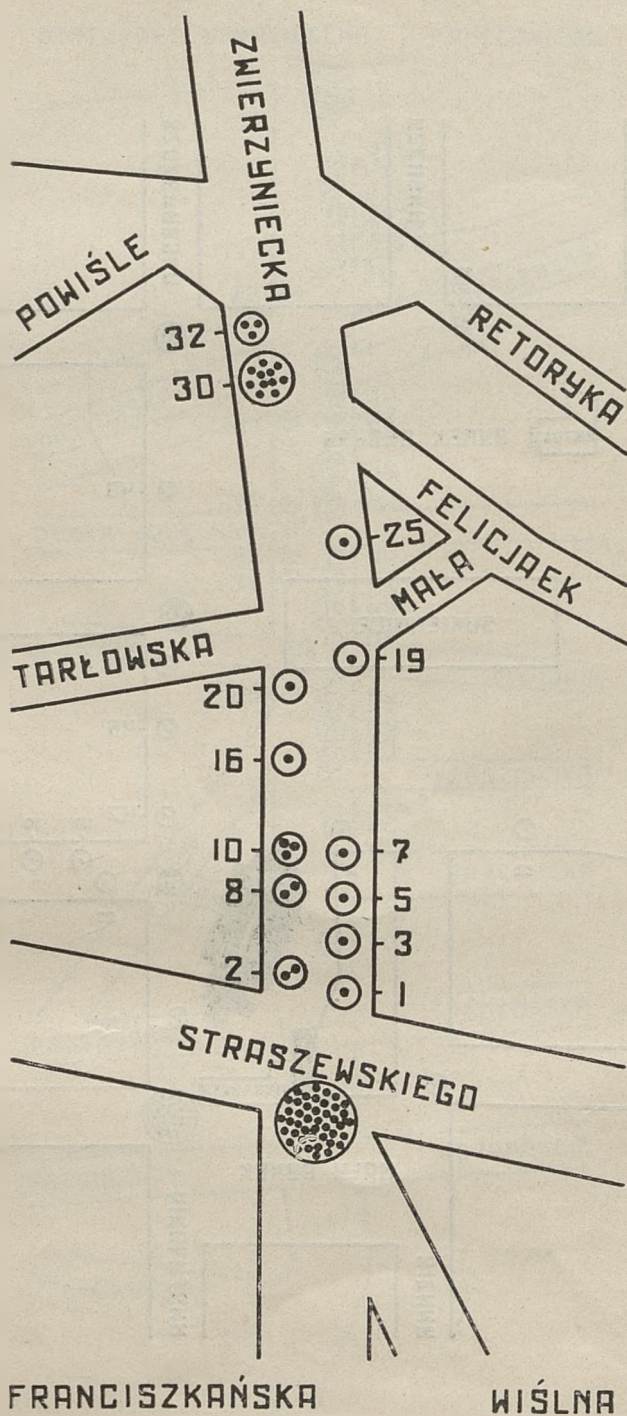 ZWIERZYNIECKA
POWIŚLE
RETORYKA
32
30
FELICJAEK
25
MAŁA
TARŁOWSKA
19
20
16
10
7
8
5
3
2
1
STRASZEWSKIEGO
FRANCISZKAŃSKA
WIŚLNA